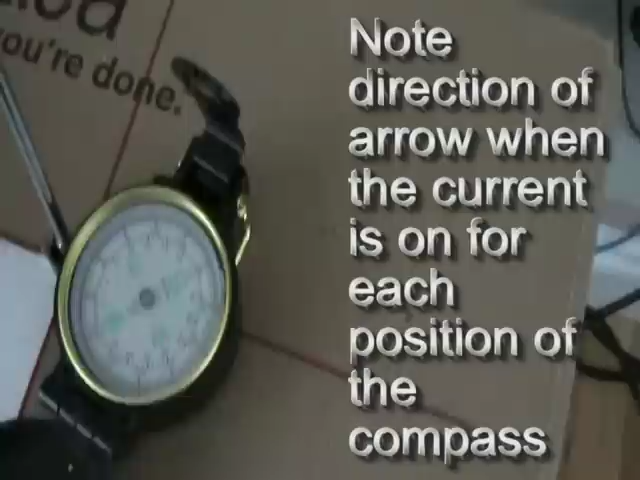 you're done.
Note
direction of
arrow when
the current
is on for
each
position of
the
compass